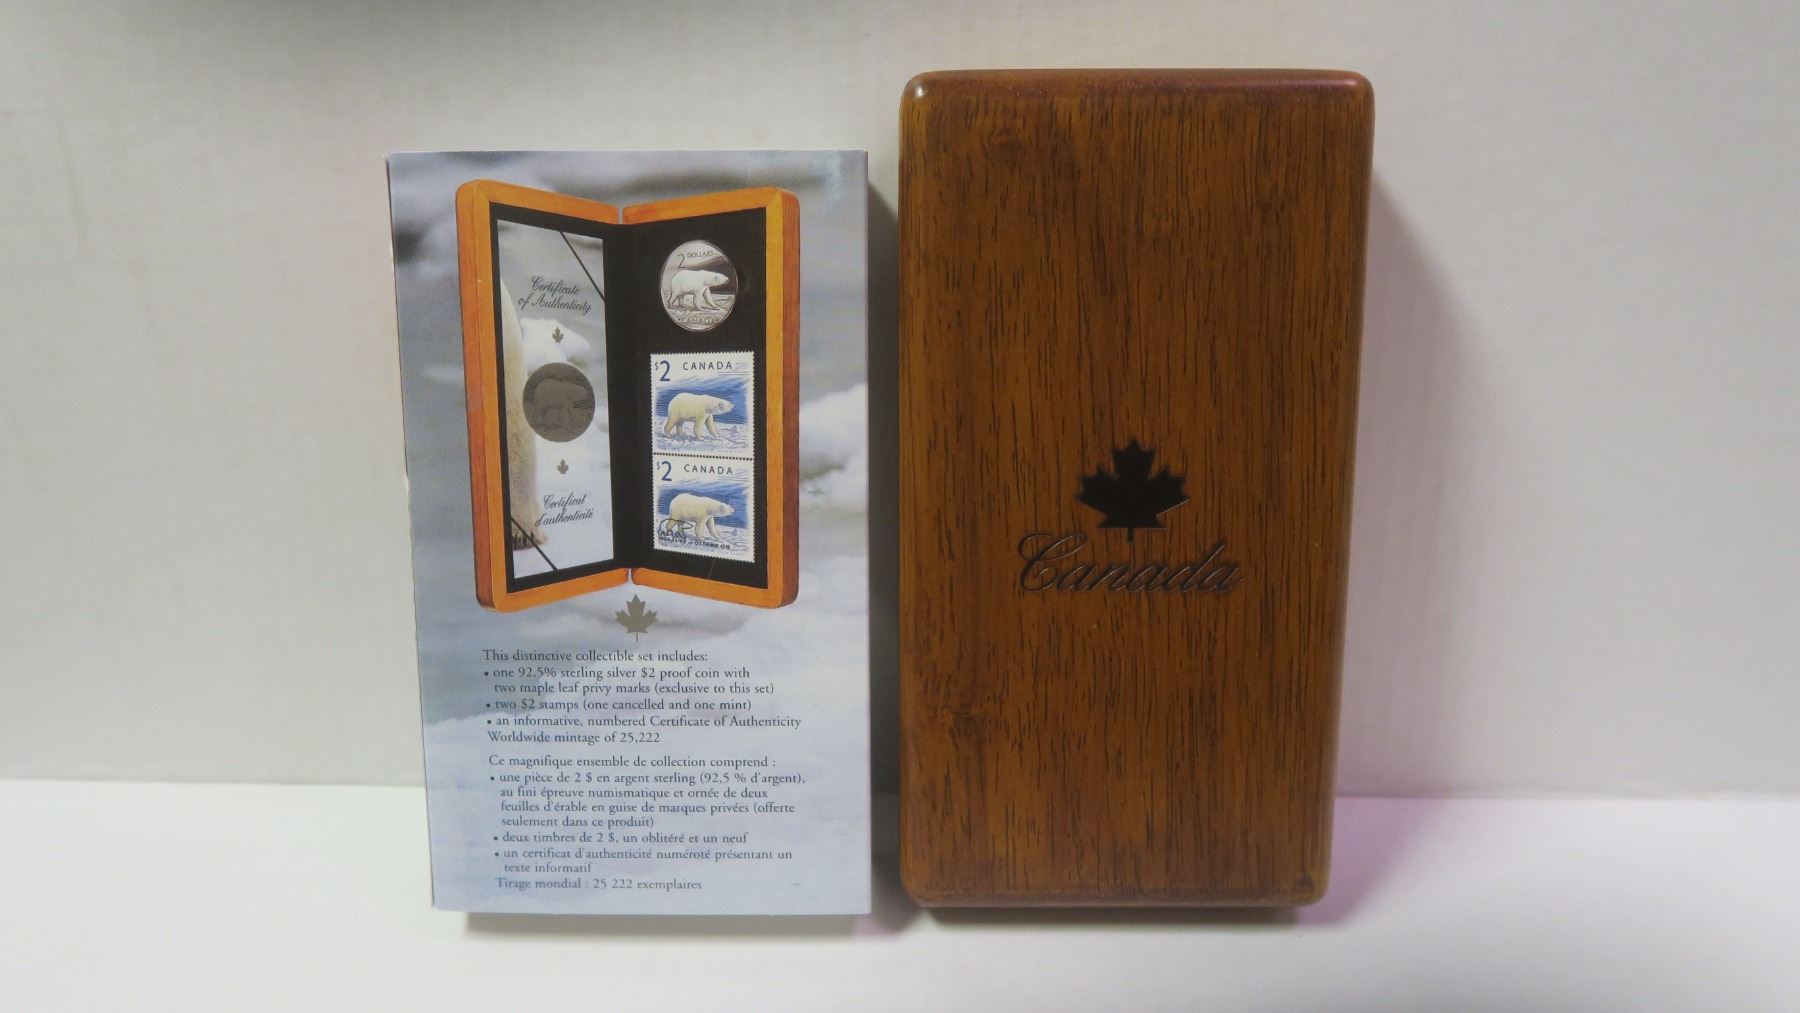 Certificate
of Authenticity
Certificat
d'authenticité
2 DOLLARS
CANADA
$2 CANADA
$2 CANADA
OTTAWA ON
This distinctive collectible set includes:
• one 92.5% sterling silver $2 proof coin with
two maple leaf privy marks (exclusive to this set)
• two $2 stamps (one cancelled and one mint)
• an informative, numbered Certificate of Authenticity
Worldwide mintage of 25,222
Ce magnifique ensemble de collection comprend :
• une pièce de 2 $ en argent sterling (92,5 % d'argent),
au fini épreuve numismatique et ornée de deux
feuilles d'érable en guise de marques privées (offerte
seulement dans ce produit)
• deux timbres de 2 $, un oblitéré et un neuf
• un certificat d'authenticité numéroté présentant un
texte informatif
Tirage mondial : 25 222 exemplaires
Canada